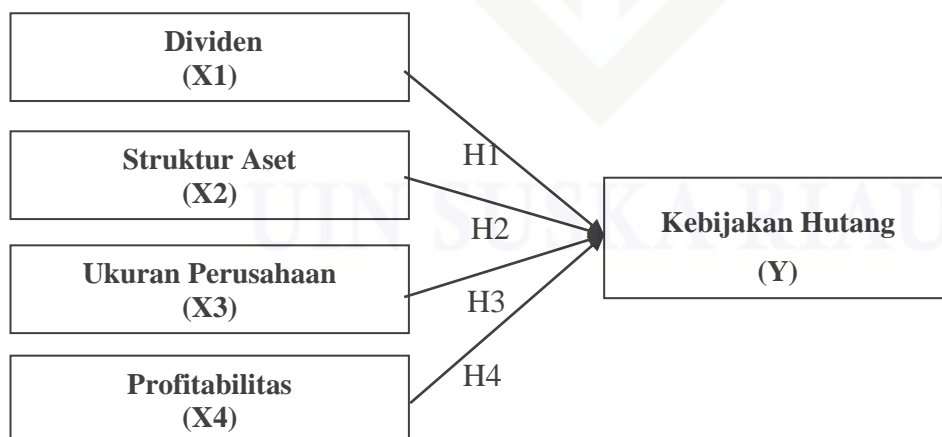 Dividen
(X1)
Struktur Aset
(X2)
Ukuran Perusahaan
(X3)
Profitabilitas
(X4)
H1
H2
H3
H4
Kebijakan Hutang
(Y)
UIN SUSKA RIAU